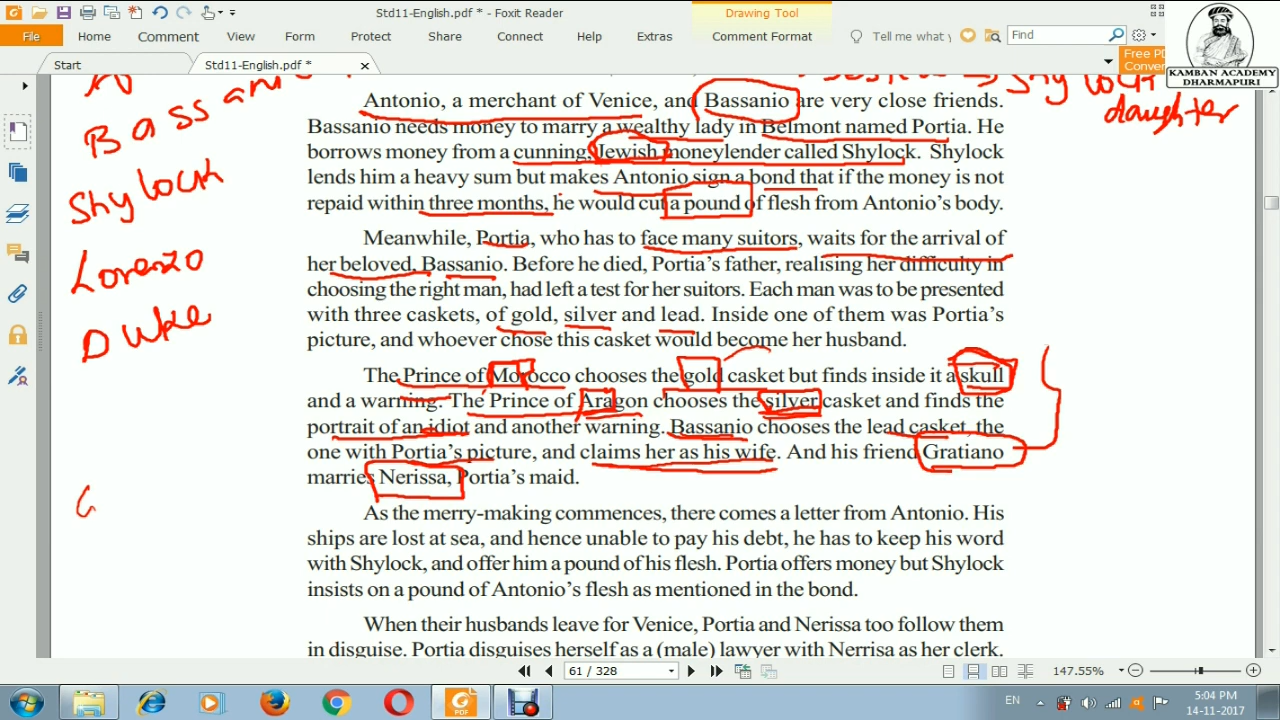 Std11-English.pdf * - Foxit Reader
Drawing Tool
File Home Comment View Form Protect Share Connect Help Extras Comment Format Tell me what y Find
Start Std11-English.pdf *
Free PD
Conver
KAMBAN ACADEMY
DHARMAPURI
Bassani
Shylock
daughter
Antonio, a merchant of Venice, and Bassanio are very close friends.
Bassanio needs money to marry a wealthy lady in Belmont named Portia. He
borrows money from a cunning, Jewish moneylender called Shylock. Shylock
lends him a heavy sum but makes Antonio sign a bond that if the money is not
repaid within three months, he would cut a pound of flesh from Antonio's body.
Shylock
Lorenzo
Duke
Meanwhile, Portia, who has to face many suitors, waits for the arrival of
her beloved, Bassanio. Before he died, Portia's father, realising her difficulty in
choosing the right man, had left a test for her suitors. Each man was to be presented
with three caskets, of gold, silver and lead. Inside one of them was Portia's
picture, and whoever chose this casket would become her husband.
The Prince of Morocco chooses the gold casket but finds inside it a skull
and a warning. The Prince of Aragon chooses the silver casket and finds the
portrait of an idiot and another warning. Bassanio chooses the lead casket, the
one with Portia's picture, and claims her as his wife. And his friend Gratiano
marries Nerissa, Portia's maid.
As the merry-making commences, there comes a letter from Antonio. His
ships are lost at sea, and hence unable to pay his debt, he has to keep his word
with Shylock, and offer him a pound of his flesh. Portia offers money but Shylock
insists on a pound of Antonio's flesh as mentioned in the bond.
When their husbands leave for Venice, Portia and Nerissa too follow them
in disguise. Portia disguises herself as a (male) lawyer with Nerrisa as her clerk.
61 / 328
147.55%
EN
5:04 PM
14-11-2017